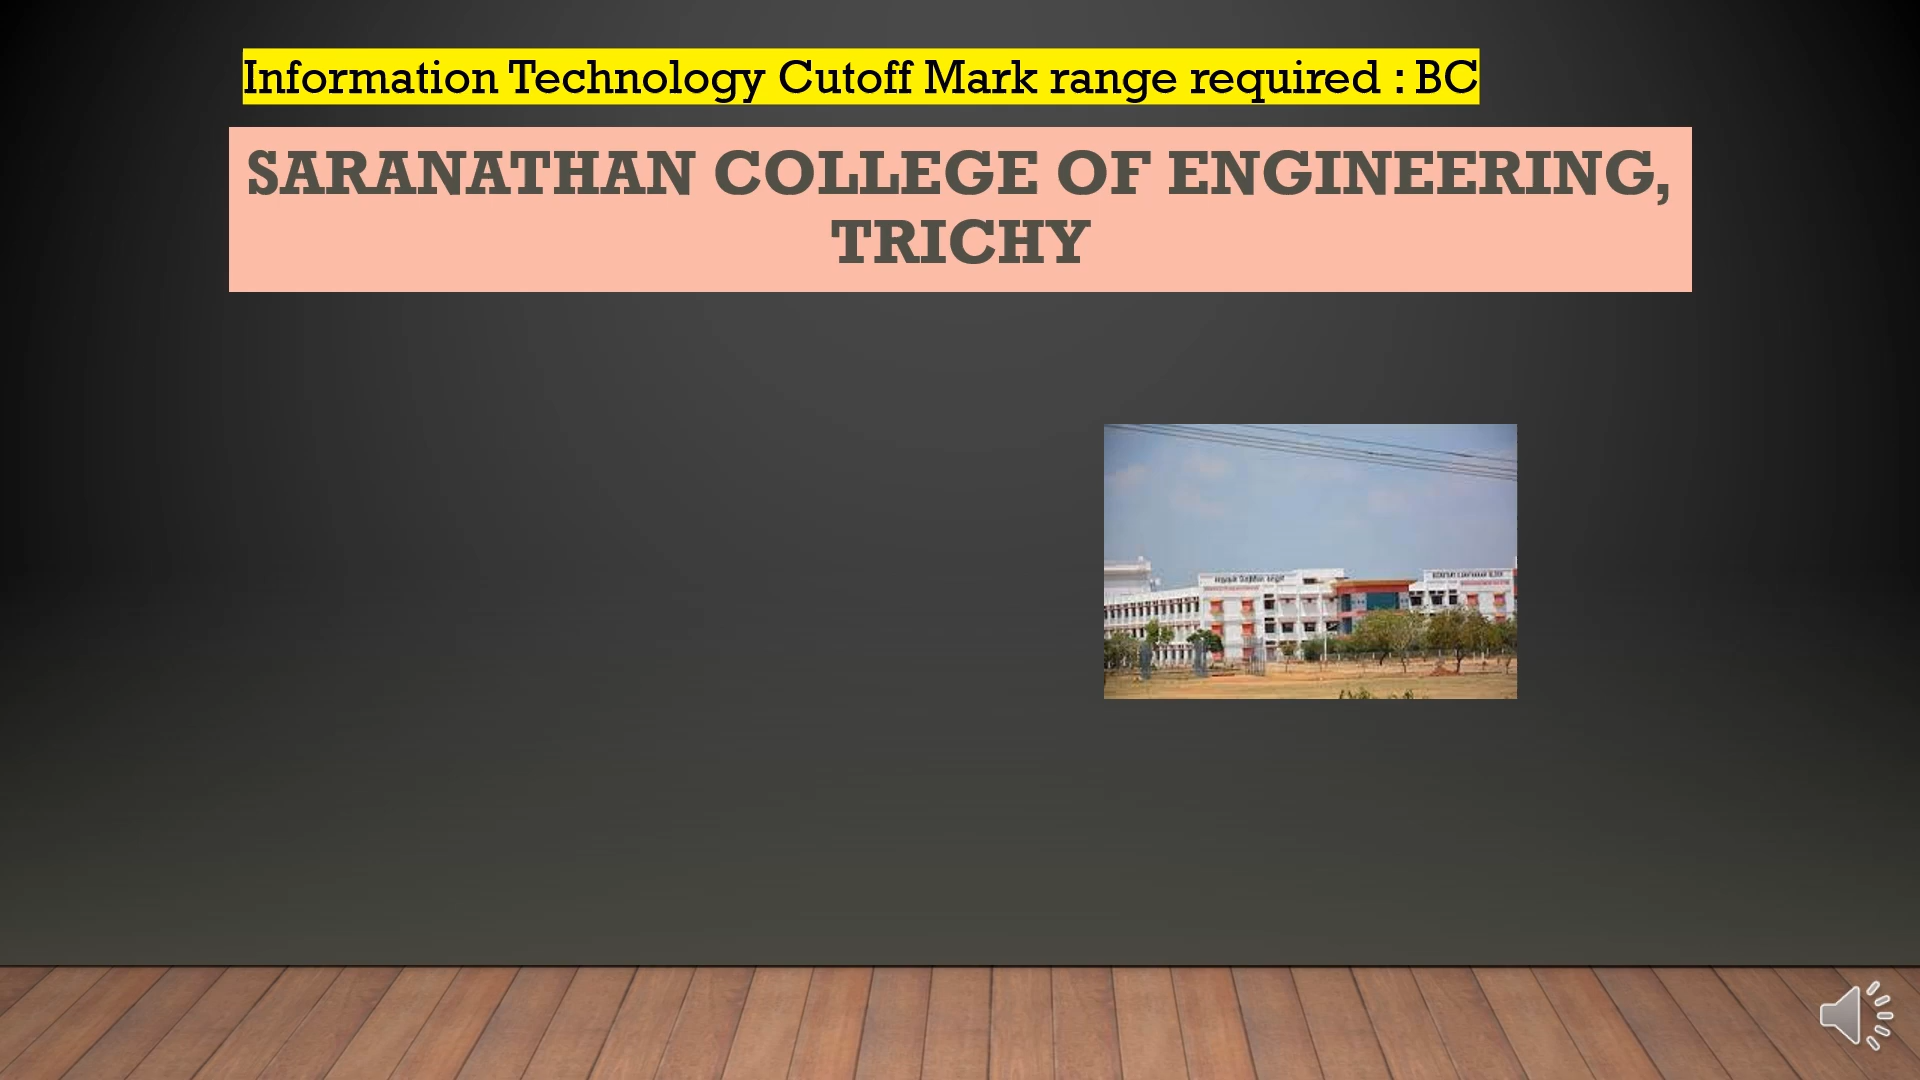 Information Technology Cutoff Mark range required : BC
SARANATHAN COLLEGE OF ENGINEERING,
TRICHY